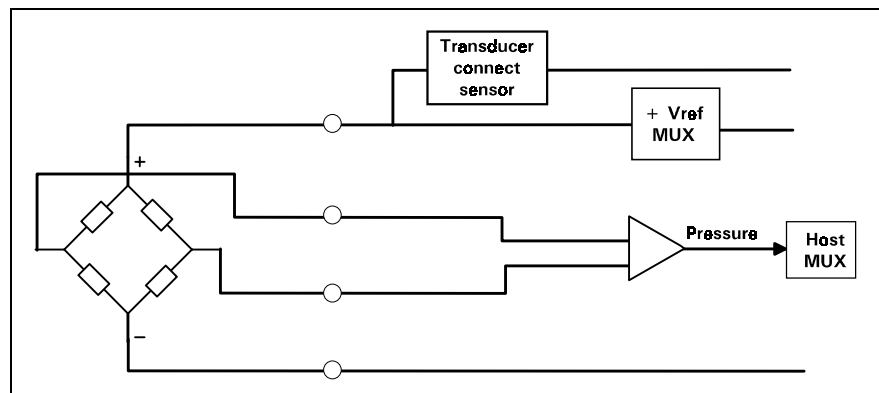 Transducer
connect
sensor
+ Vref
MUX
+
Pressure
Host
MUX
−